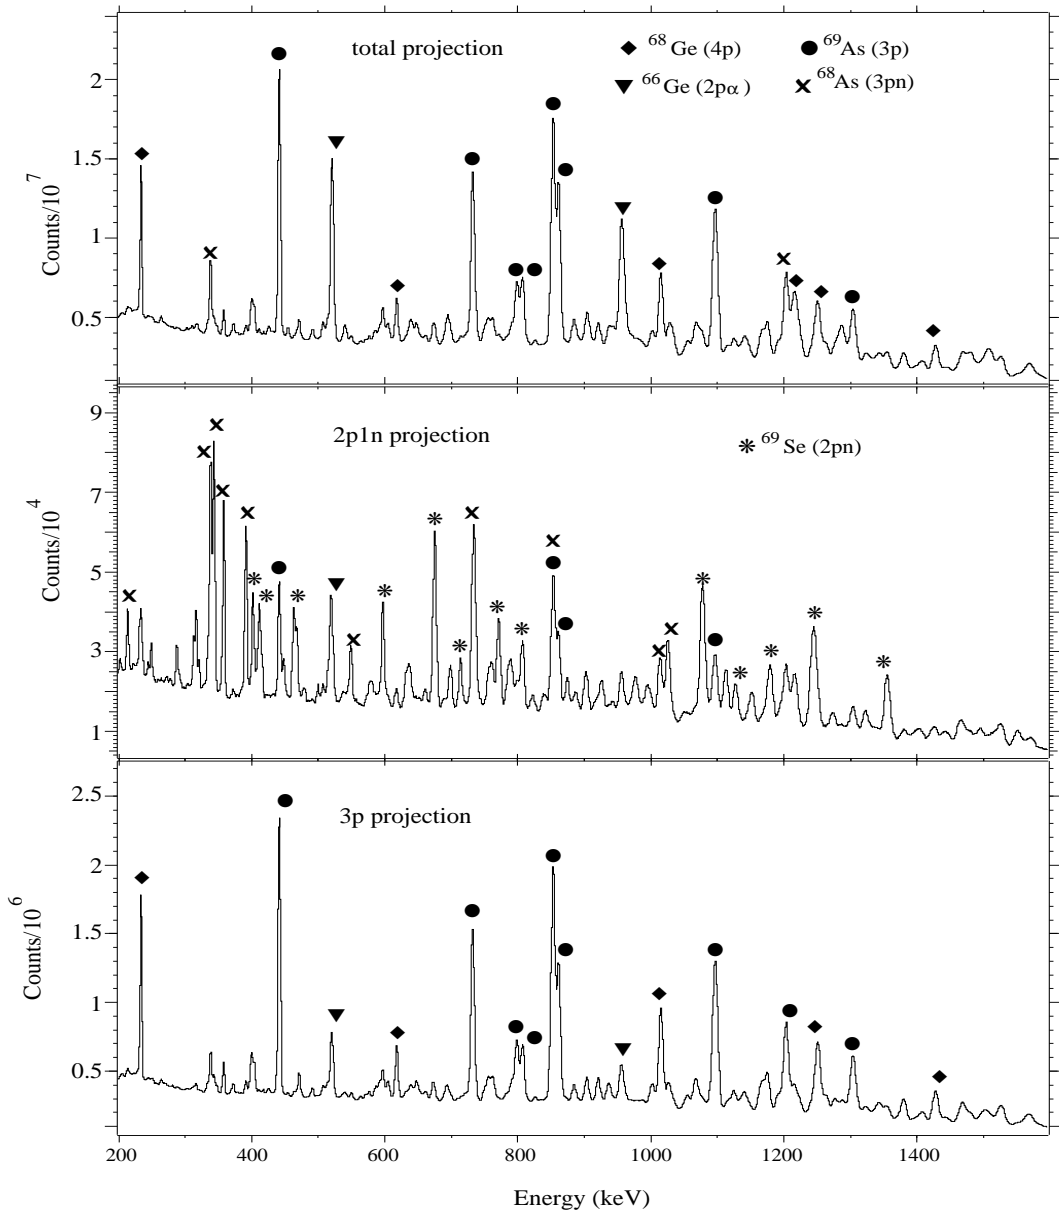 total projection
⁶⁸Ge (4p)
⁶⁹As (3p)
⁶⁶Ge (2pα)
⁶⁸As (3pn)
Counts/10⁷
2
1.5
1
0.5
2p1n projection
⁶⁹Se (2pn)
Counts/10⁴
9
7
5
3
1
3p projection
Counts/10⁶
2.5
2
1.5
1
0.5
200 400 600 800 1000 1200 1400
Energy (keV)